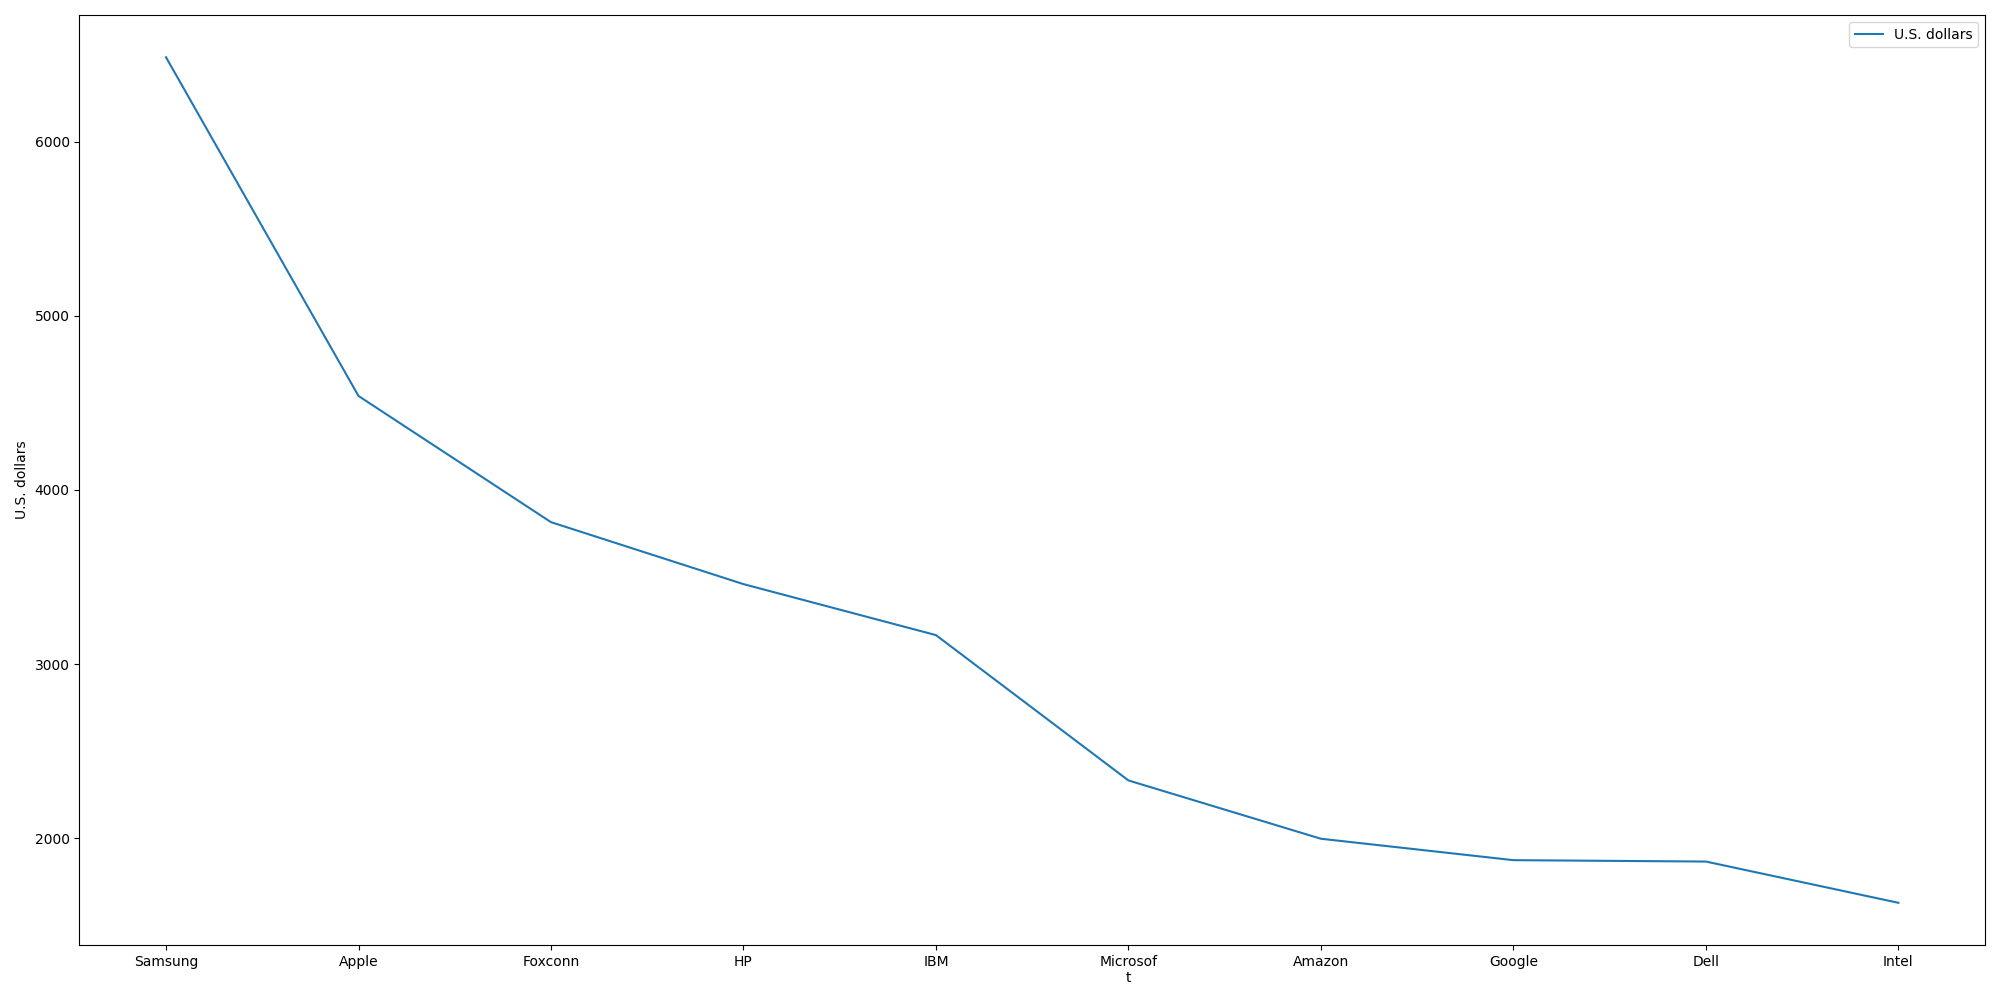 U.S. dollars
6000
5000
4000
3000
2000
U.S. dollars
Samsung Apple Foxconn HP IBM Microsof Amazon Google Dell Intel
t